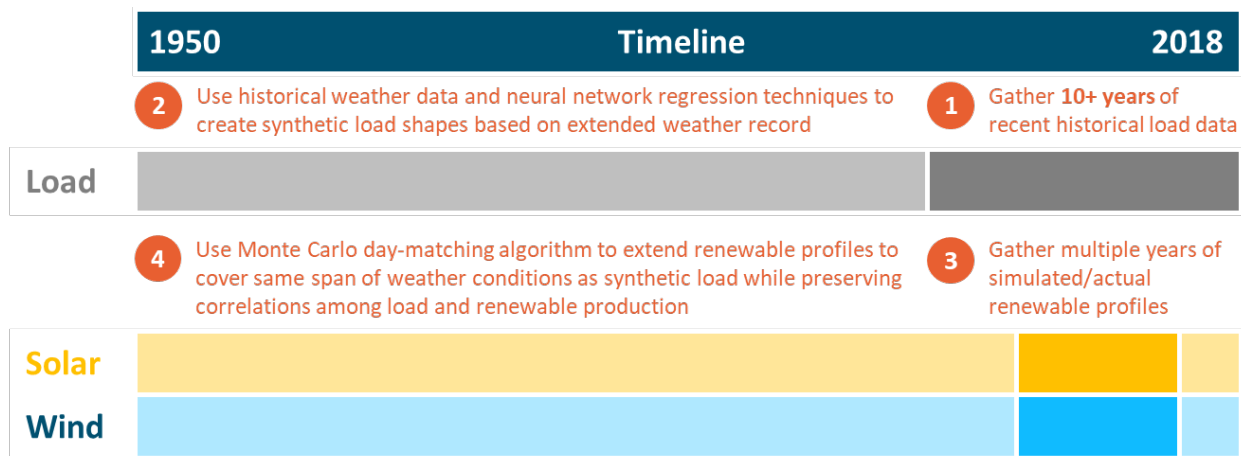 1950 Timeline 2018
2 Use historical weather data and neural network regression techniques to
create synthetic load shapes based on extended weather record
1 Gather 10+ years of
recent historical load data
Load
4 Use Monte Carlo day-matching algorithm to extend renewable profiles to
cover same span of weather conditions as synthetic load while preserving
correlations among load and renewable production
3 Gather multiple years of
simulated/actual
renewable profiles
Solar
Wind